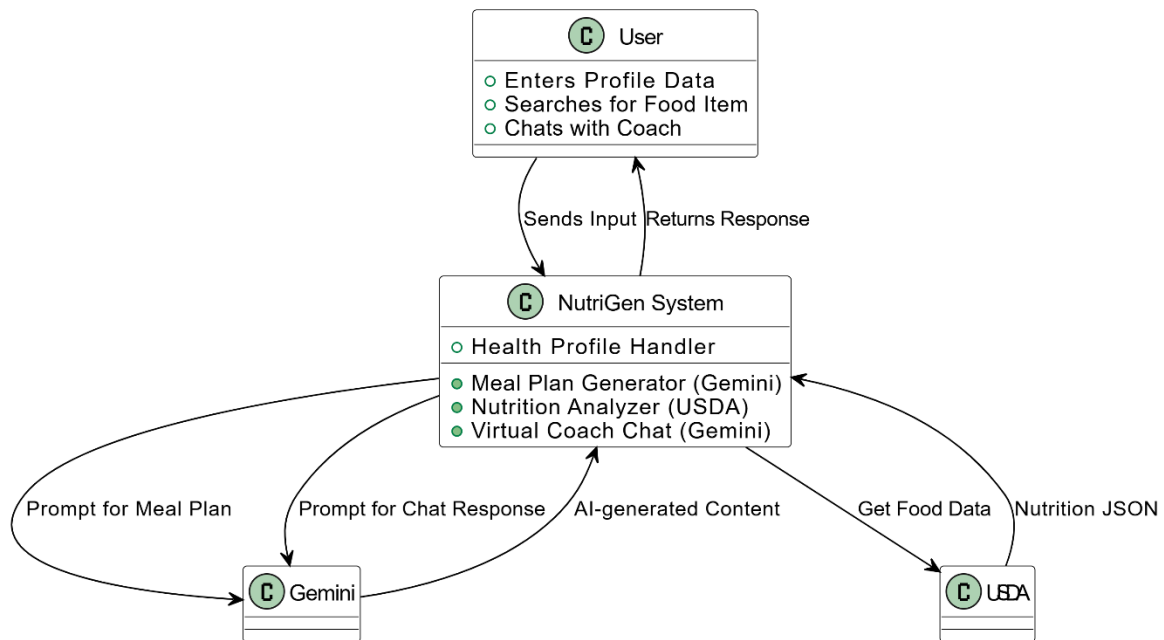 C User
Enters Profile Data
Searches for Food Item
Chats with Coach
Sends Input
Returns Response
C NutriGen System
Health Profile Handler
Meal Plan Generator (Gemini)
Nutrition Analyzer (USDA)
Virtual Coach Chat (Gemini)
Prompt for Meal Plan
Prompt for Chat Response
AI-generated Content
Get Food Data
Nutrition JSON
C Gemini
C USDA